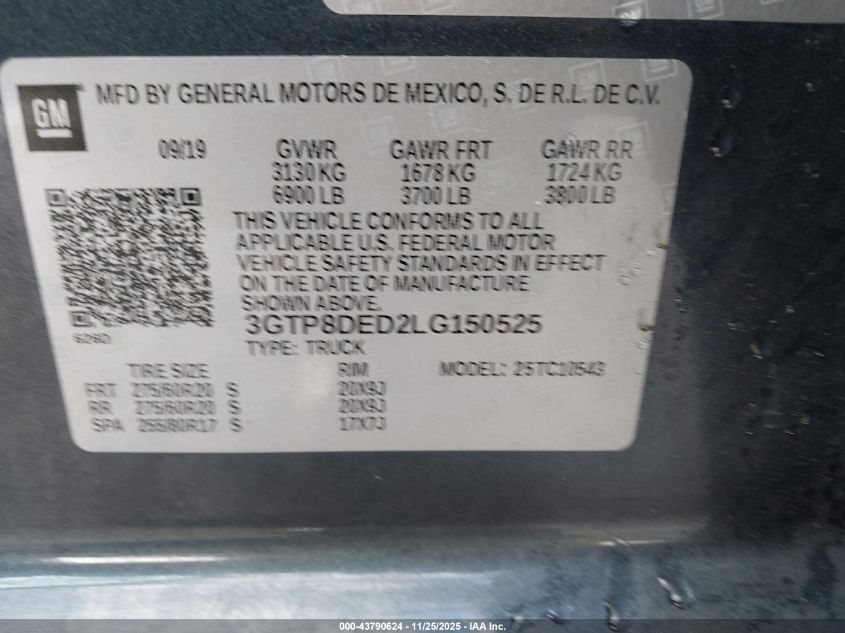 GM
MFD BY GENERAL MOTORS DE MEXICO, S. DE R.L. DE C.V.
09/19 GVWR GAWR FRT GAWR RR
3130 KG 1678 KG 1724 KG
6900 LB 3700 LB 3800 LB
THIS VEHICLE CONFORMS TO ALL
APPLICABLE U.S. FEDERAL MOTOR
VEHICLE SAFETY STANDARDS IN EFFECT
ON THE DATE OF MANUFACTURE
SHOWN ABOVE.
3GTP8DED2LG150525
TYPE: TRUCK
TIRE SIZE RIM MODEL: 25TC10543
FRT 275/60R20 S 20X9J
RR 275/60R20 S 20X9J
SPA 255/80R17 S 17X7J
000-43790624 - 11/25/2025 - IAA Inc.